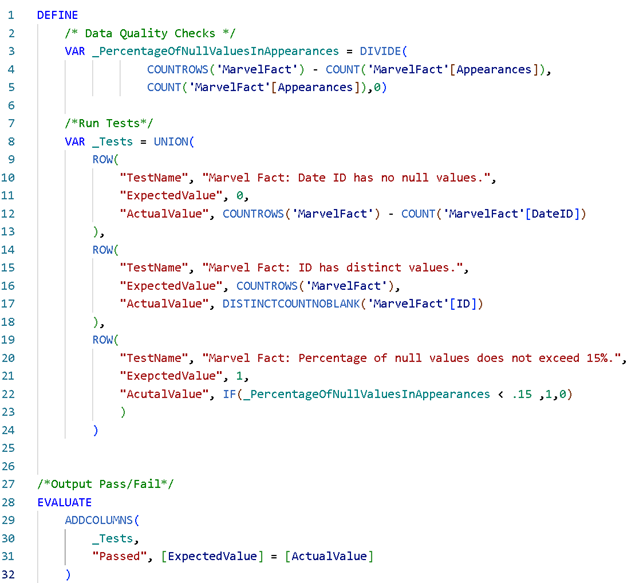 1 DEFINE
2 /* Data Quality Checks */
3 VAR _PercentageOfNullValuesInAppearances = DIVIDE(
4 COUNTROWS('MarvelFact') - COUNT('MarvelFact'[Appearances]),
5 COUNT('MarvelFact'[Appearances]),0)
6
7 /*Run Tests*/
8 VAR _Tests = UNION(
9 ROW(
10 "TestName", "Marvel Fact: Date ID has no null values.",
11 "ExpectedValue", 0,
12 "ActualValue", COUNTROWS('MarvelFact') - COUNT('MarvelFact'[DateID])
13 ),
14 ROW(
15 "TestName", "Marvel Fact: ID has distinct values.",
16 "ExpectedValue", COUNTROWS('MarvelFact'),
17 "ActualValue", DISTINCTCOUNTNOBLANK('MarvelFact'[ID])
18 ),
19 ROW(
20 "TestName", "Marvel Fact: Percentage of null values does not exceed 15%.",
21 "ExepctedValue", 1,
22 "AcutalValue", IF(_PercentageOfNullValuesInAppearances < .15 ,1,0)
23 )
24 )
25
26
27 /*Output Pass/Fail*/
28 EVALUATE
29 ADDCOLUMNS(
30 _Tests,
31 "Passed", [ExpectedValue] = [ActualValue]
32 )